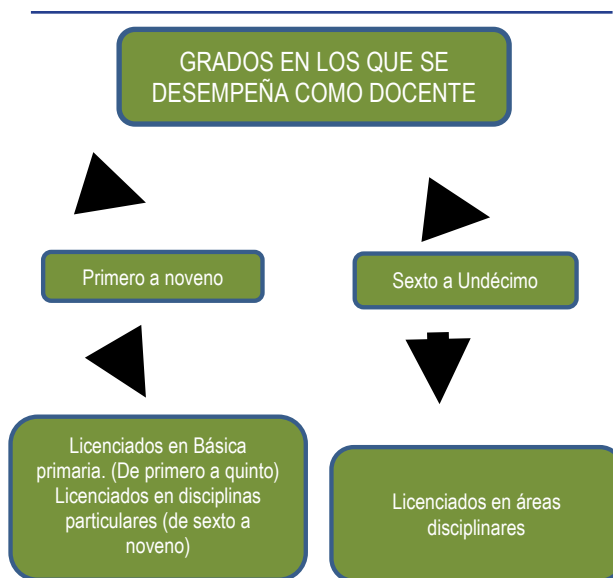 GRADOS EN LOS QUE SE
DESEMPEÑA COMO DOCENTE
Primero a noveno
Sexto a Undécimo
Licenciados en Básica
primaria. (De primero a quinto)
Licenciados en disciplinas
particulares (de sexto a
noveno)
Licenciados en áreas
disciplinares